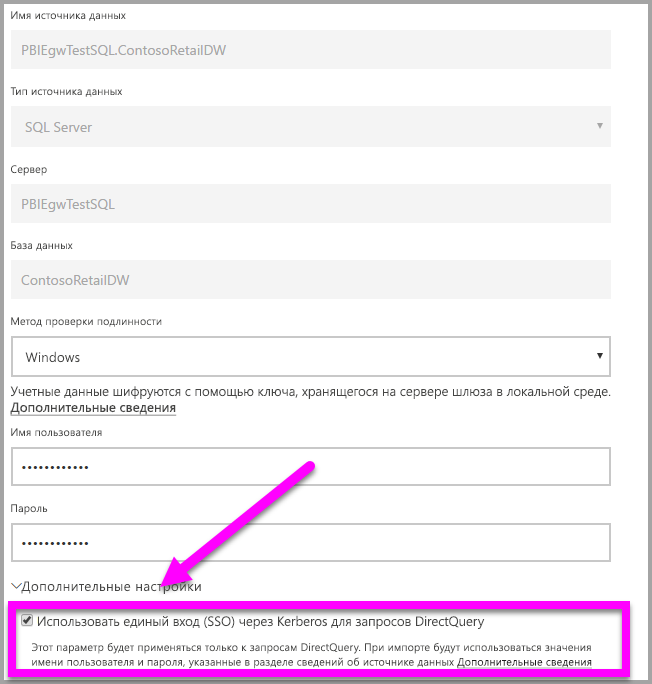 Имя источника данных
PBIEgwTestSQL.ContosoRetailDW
Тип источника данных
SQL Server
Сервер
PBIEgwTestSQL
База данных
ContosoRetailDW
Метод проверки подлинности
Windows
Учетные данные шифруются с помощью ключа, хранящегося на сервере шлюза в локальной среде.
Дополнительные сведения
Имя пользователя
••••••••••••
Пароль
••••••••••••
Дополнительные настройки
Использовать единый вход (SSO) через Kerberos для запросов DirectQuery
Этот параметр будет применяться только к запросам DirectQuery. При импорте будут использоваться значения
имени пользователя и пароля, указанные в разделе сведений об источнике данных Дополнительные сведения